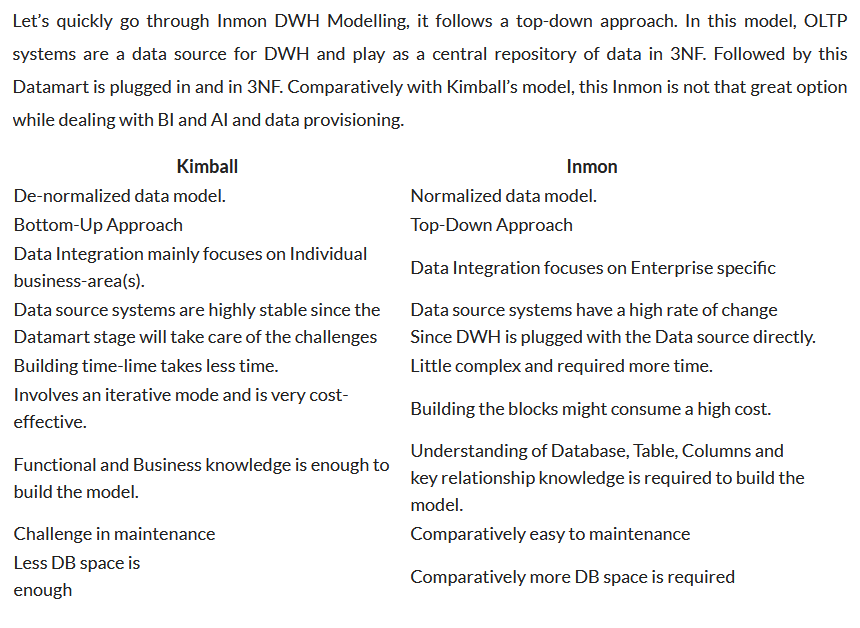 Let’s quickly go through Inmon DWH Modelling, it follows a top-down approach. In this model, OLTP
systems are a data source for DWH and play as a central repository of data in 3NF. Followed by this
Datamart is plugged in and in 3NF. Comparatively with Kimball’s model, this Inmon is not that great option
while dealing with BI and AI and data provisioning.
Kimball Inmon
De-normalized data model. Normalized data model.
Bottom-Up Approach Top-Down Approach
Data Integration mainly focuses on Individual
business-area(s).
Data Integration focuses on Enterprise specific
Data source systems are highly stable since the
Datamart stage will take care of the challenges
Data source systems have a high rate of change
Since DWH is plugged with the Data source directly.
Building time-lime takes less time. Little complex and required more time.
Involves an iterative mode and is very cost-
effective.
Building the blocks might consume a high cost.
Functional and Business knowledge is enough to
build the model.
Understanding of Database, Table, Columns and
key relationship knowledge is required to build the
model.
Challenge in maintenance Comparatively easy to maintenance
Less DB space is
enough
Comparatively more DB space is required